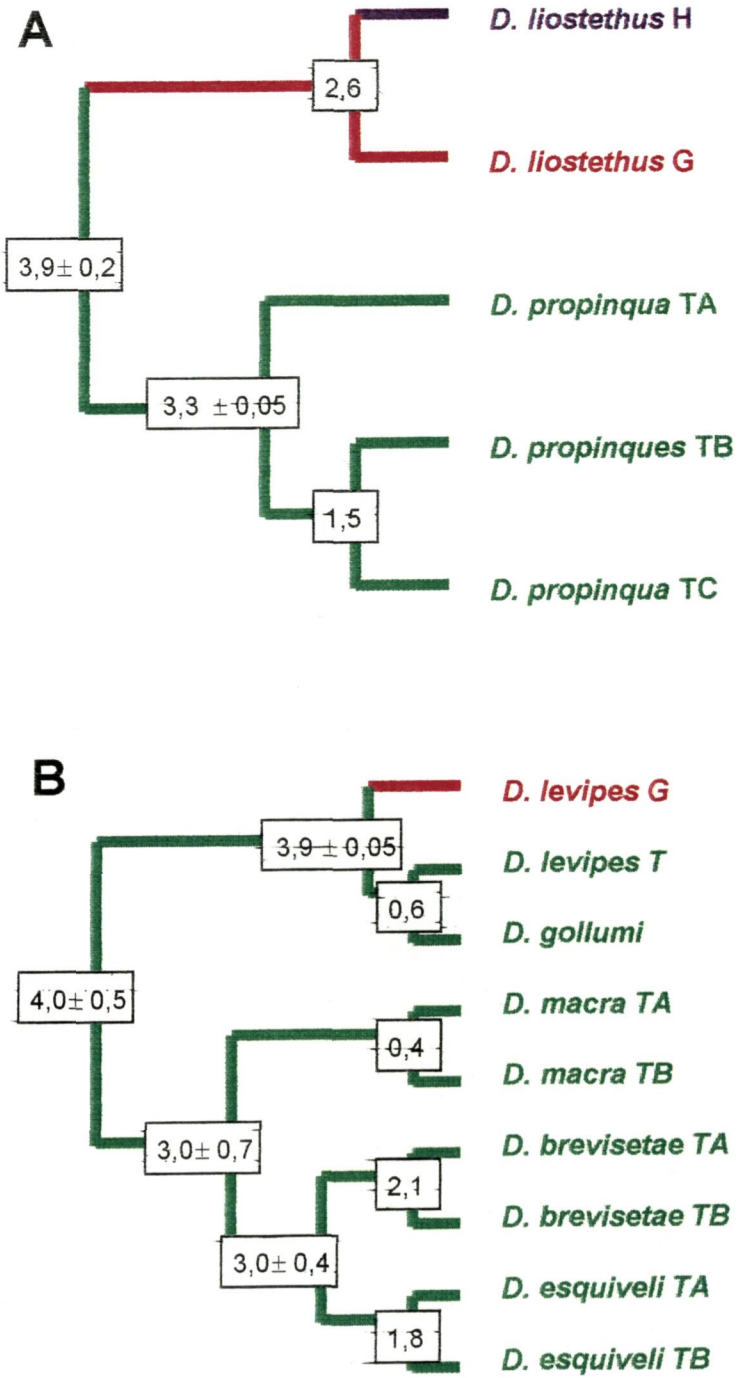 A
D. liostethus H
2,6
D. liostethus G
3,9± 0,2
D. propinqua TA
3,3 ±0,05
D. propinques TB
1,5
D. propinqua TC
B
D. levipes G
3,9 ± 0,05
D. levipes T
0,6
D. gollumi
4,0± 0,5
D. macra TA
0,4
D. macra TB
3,0± 0,7
D. brevisetae TA
2,1
D. brevisetae TB
3,0± 0,4
D. esquiveli TA
1,8
D. esquiveli TB